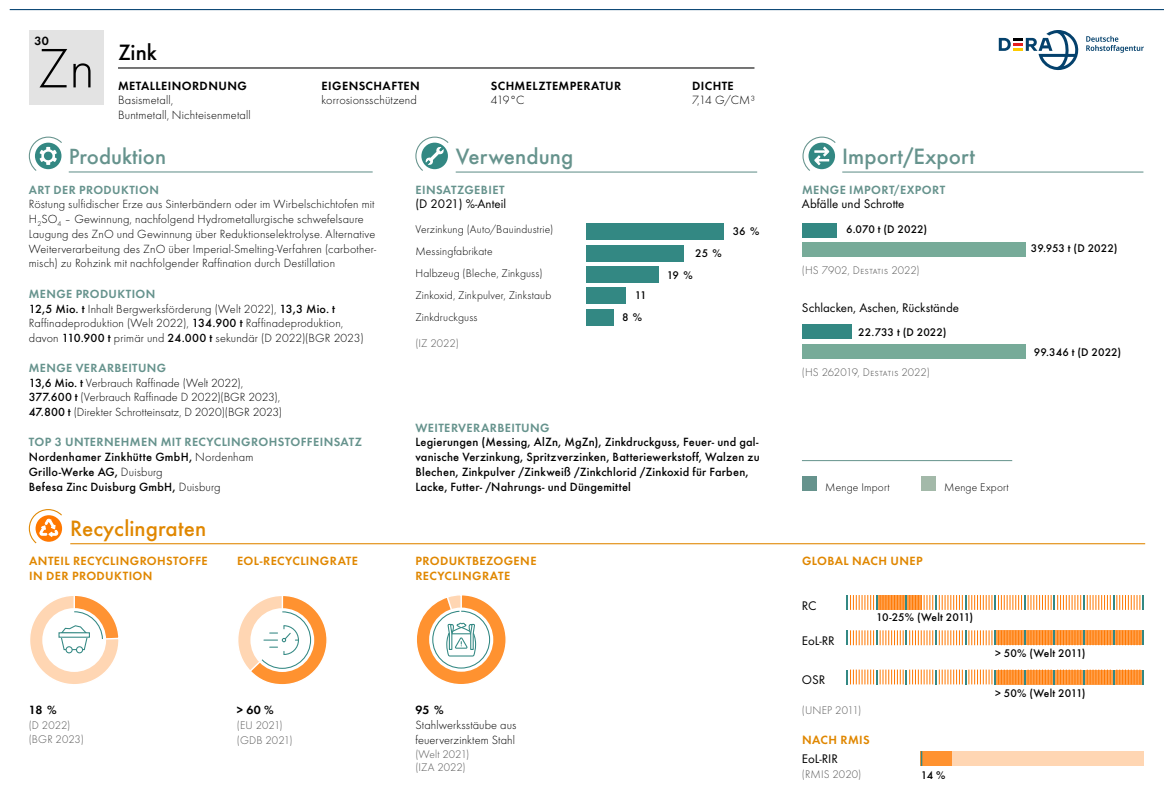 30
Zn
Zink
DERA Deutsche
Rohstoffagentur
METALLEINORDNUNG
Basismetall,
Buntmetall, Nichteisenmetall
EIGENSCHAFTEN
korrosionsschützend
SCHMELZTEMPERATUR
419°C
DICHTE
7,14 G/CM³
Produktion
ART DER PRODUKTION
Röstung sulfidischer Erze aus Sinterbändern oder im Wirbelschichtofen mit
H₂SO₄ – Gewinnung, nachfolgend Hydrometallurgische schwefelsaure
Laugung des ZnO und Gewinnung über Reduktionselektrolyse. Alternative
Weiterverarbeitung des ZnO über Imperial-Smelting-Verfahren (carbother-
misch) zu Rohzink mit nachfolgender Raffination durch Destillation
MENGE PRODUKTION
12,5 Mio. t Inhalt Bergwerksförderung (Welt 2022), 13,3 Mio. t
Raffinadeproduktion (Welt 2022), 134.900 t Raffinadeproduktion,
davon 110.900 t primär und 24.000 t sekundär (D 2022)(BGR 2023)
MENGE VERARBEITUNG
13,6 Mio. t Verbrauch Raffinade (Welt 2022),
377.600 t (Verbrauch Raffinade D 2022)(BGR 2023),
47.800 t (Direkter Schrotteinsatz, D 2020)(BGR 2023)
TOP 3 UNTERNEHMEN MIT RECYCLINGROHSTOFFEINSATZ
Nordenhamer Zinkhütte GmbH, Nordenham
Grillo-Werke AG, Duisburg
Befesa Zinc Duisburg GmbH, Duisburg
Verwendung
EINSATZGEBIET
(D 2021) %-Anteil
Verzinkung (Auto/Bauindustrie) 36 %
Messingfabrikate 25 %
Halbzeug (Bleche, Zinkguss) 19 %
Zinkoxid, Zinkpulver, Zinkstaub 11
Zinkdruckguss 8 %
(IZ 2022)
WEITERVERARBEITUNG
Legierungen (Messing, AlZn, MgZn), Zinkdruckguss, Feuer- und gal-
vanische Verzinkung, Spritzverzinken, Batteriewerkstoff, Walzen zu
Blechen, Zinkpulver /Zinkweiß /Zinkchlorid /Zinkoxid für Farben,
Lacke, Futter- /Nahrungs- und Düngemittel
Import/Export
MENGE IMPORT/EXPORT
Abfälle und Schrotte
6.070 t (D 2022)
39.953 t (D 2022)
(HS 7902, Destatis 2022)
Schlacken, Aschen, Rückstände
22.733 t (D 2022)
99.346 t (D 2022)
(HS 262019, Destatis 2022)
Menge Import Menge Export
Recyclingraten
ANTEIL RECYCLINGROHSTOFFE
IN DER PRODUKTION
18 %
(D 2022)
(BGR 2023)
EOL-RECYCLINGRATE
> 60 %
(EU 2021)
(GDB 2021)
PRODUKTBEZOGENE
RECYCLINGRATE
95 %
Stahlwerksstäube aus
feuerverzinktem Stahl
(Welt 2021)
(IZA 2022)
GLOBAL NACH UNEP
RC
10-25% (Welt 2011)
EoL-RR
> 50% (Welt 2011)
OSR
> 50% (Welt 2011)
(UNEP 2011)
NACH RMIS
EoL-RIR
(RMIS 2020)
14 %